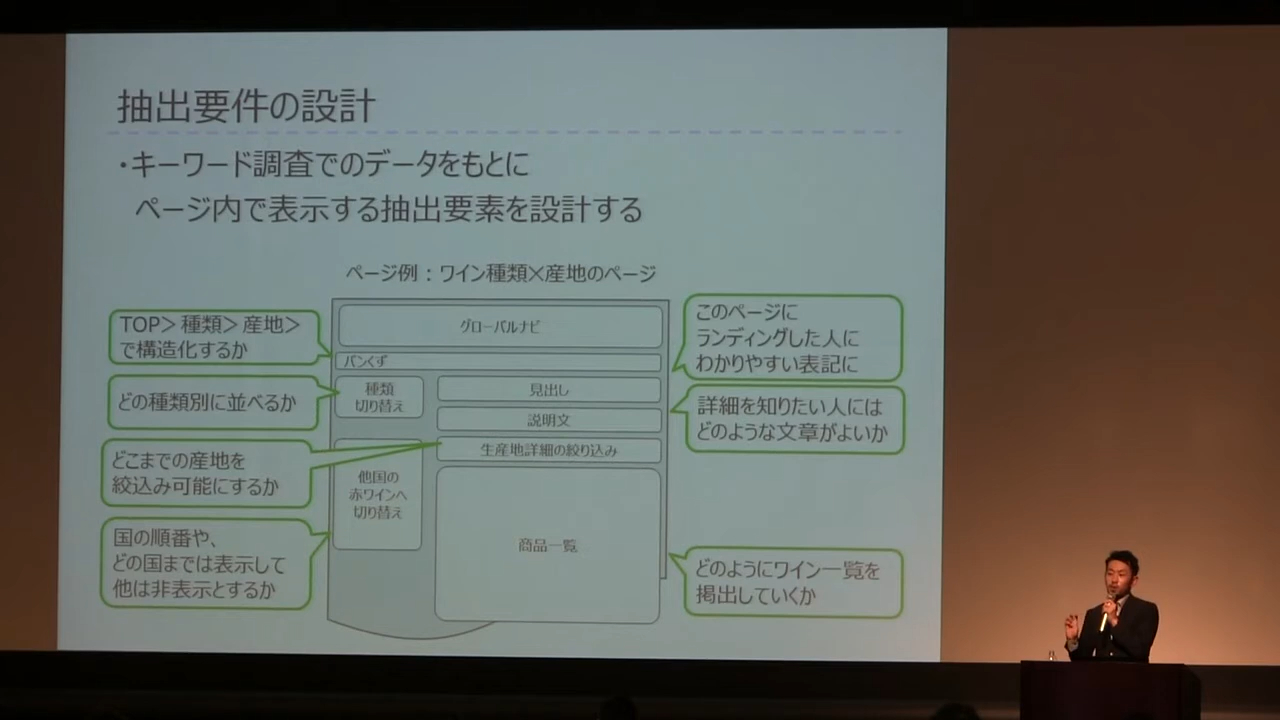 抽出要件の設計
・キーワード調査でのデータをもとに
ページ内で表示する抽出要素を設計する
ページ例：ワイン種類×産地のページ
TOP＞種類＞産地＞
で構造化するか
どの種類別に並べるか
どこまでの産地を
絞込み可能にするか
国の順番や、
どの国までは表示して
他は非表示とするか
グローバルナビ
パンくず
種類
切り替え
他国の
赤ワインへ
切り替え
見出し
説明文
生産地詳細の絞り込み
商品一覧
このページに
ランディングした人に
わかりやすい表記に
詳細を知りたい人には
どのような文章がよいか
どのようにワイン一覧を
掲出していくか